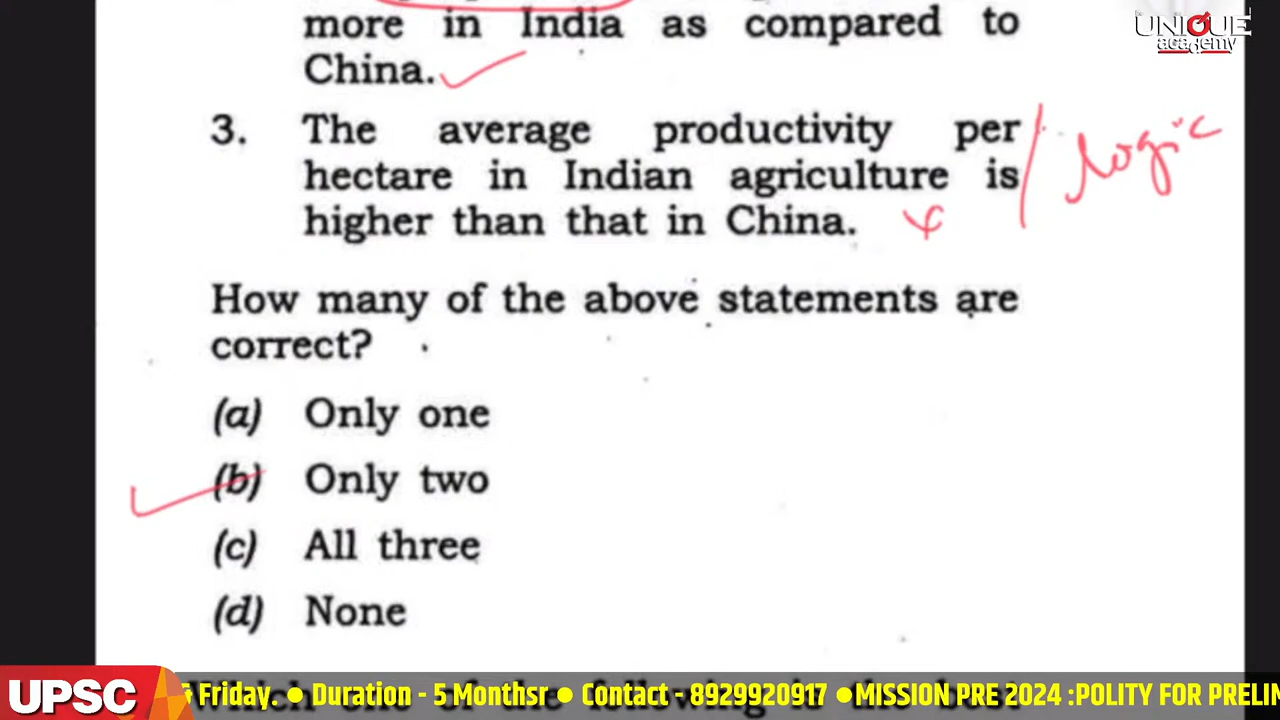 more in India as compared to
China.
3. The average productivity per
hectare in Indian agriculture is
higher than that in China.
logic
How many of the above statements are
correct?
(a) Only one
(b) Only two
(c) All three
(d) None
UNIQUE
academy
UPSC
Friday. ● Duration - 5 Monthsr ● Contact - 8929920917 ●MISSION PRE 2024 :POLITY FOR PRELIN